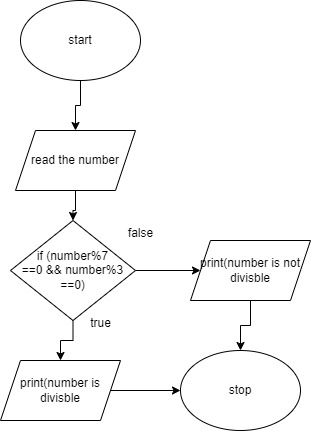 start
read the number
false
if (number%7
==0 && number%3
==0)
print(number is not
divisble
true
print(number is
divisble
stop